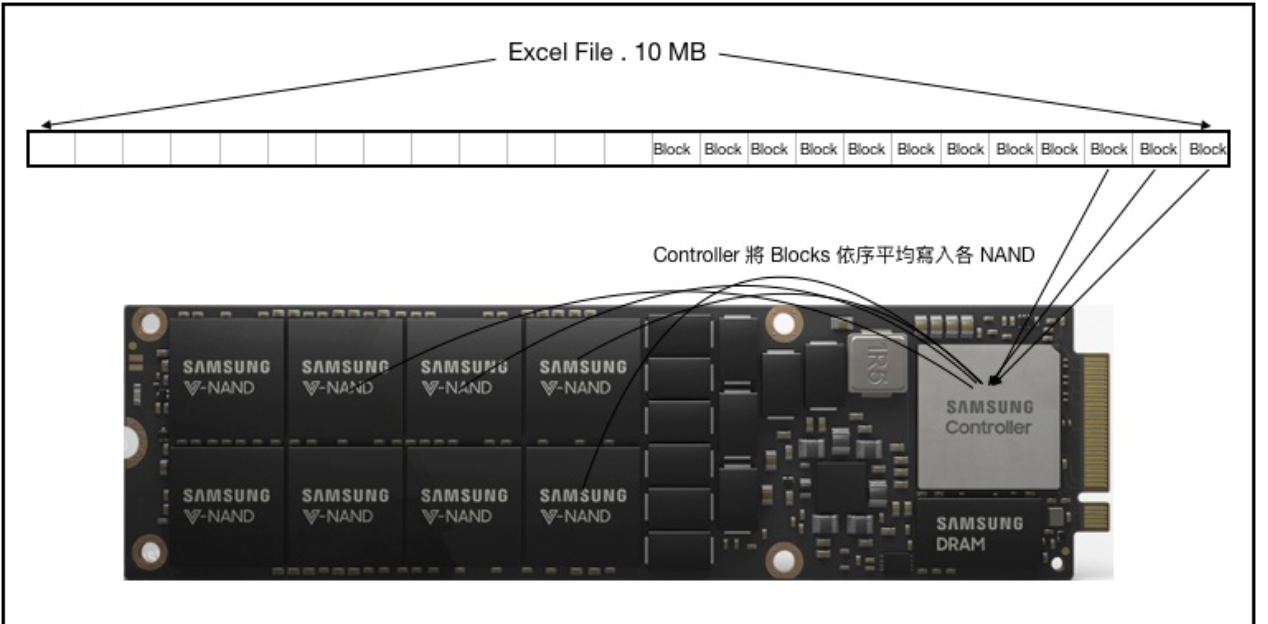 Excel File . 10 MB
Block Block Block Block Block Block Block Block Block Block Block Block
Controller 將 Blocks 依序平均寫入各 NAND
SAMSUNG V-NAND
SAMSUNG V-NAND
SAMSUNG V-NAND
SAMSUNG V-NAND
1R5
SAMSUNG Controller
SAMSUNG V-NAND
SAMSUNG V-NAND
SAMSUNG V-NAND
SAMSUNG V-NAND
SAMSUNG DRAM